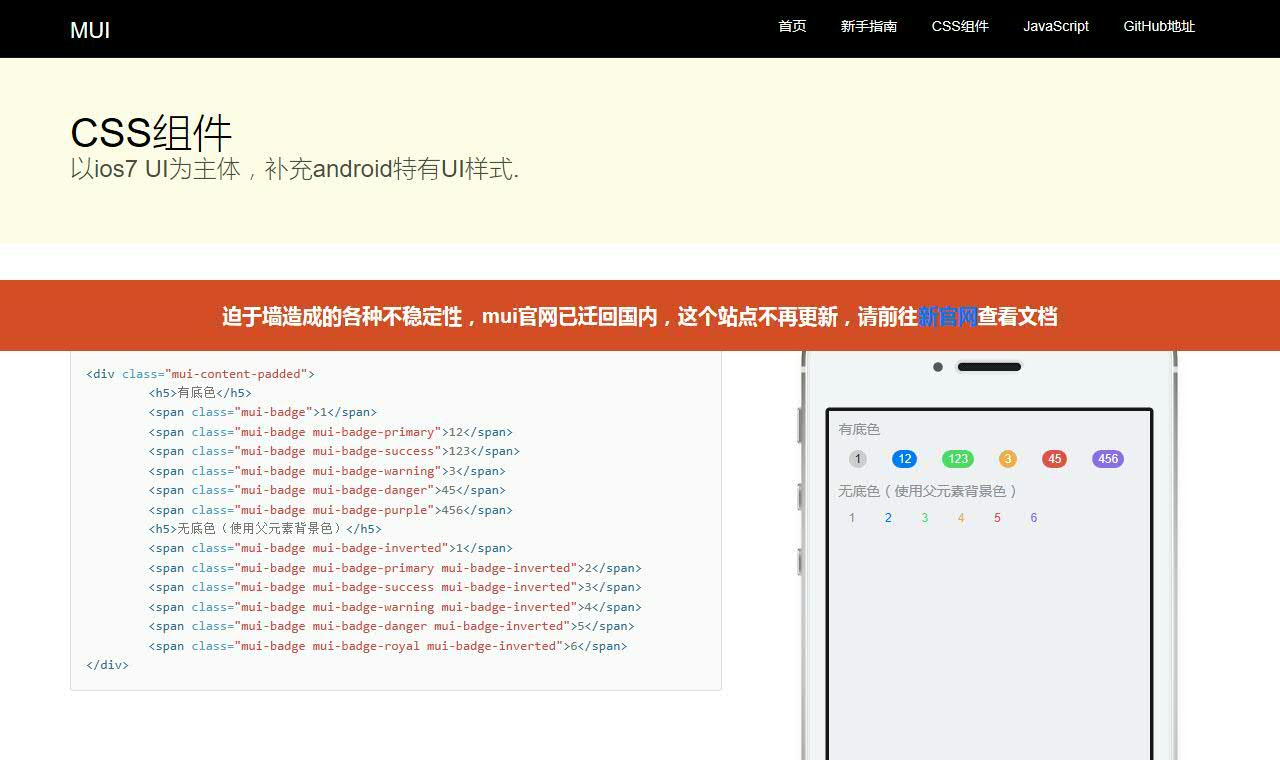 MUI
首页 新手指南 CSS组件 JavaScript GitHub地址
CSS组件
以ios7 UI为主体，补充android特有UI样式.
迫于墙造成的各种不稳定性，mui官网已迁回国内，这个站点不再更新，请前往新官网查看文档
<div class="mui-content-padded">
<h5>有底色</h5>
<span class="mui-badge">1</span>
<span class="mui-badge mui-badge-primary">12</span>
<span class="mui-badge mui-badge-success">123</span>
<span class="mui-badge mui-badge-warning">3</span>
<span class="mui-badge mui-badge-danger">45</span>
<span class="mui-badge mui-badge-purple">456</span>
<h5>无底色（使用父元素背景色）</h5>
<span class="mui-badge mui-badge-inverted">1</span>
<span class="mui-badge mui-badge-primary mui-badge-inverted">2</span>
<span class="mui-badge mui-badge-success mui-badge-inverted">3</span>
<span class="mui-badge mui-badge-warning mui-badge-inverted">4</span>
<span class="mui-badge mui-badge-danger mui-badge-inverted">5</span>
<span class="mui-badge mui-badge-royal mui-badge-inverted">6</span>
</div>
有底色
1 12 123 3 45 456
无底色（使用父元素背景色）
1 2 3 4 5 6